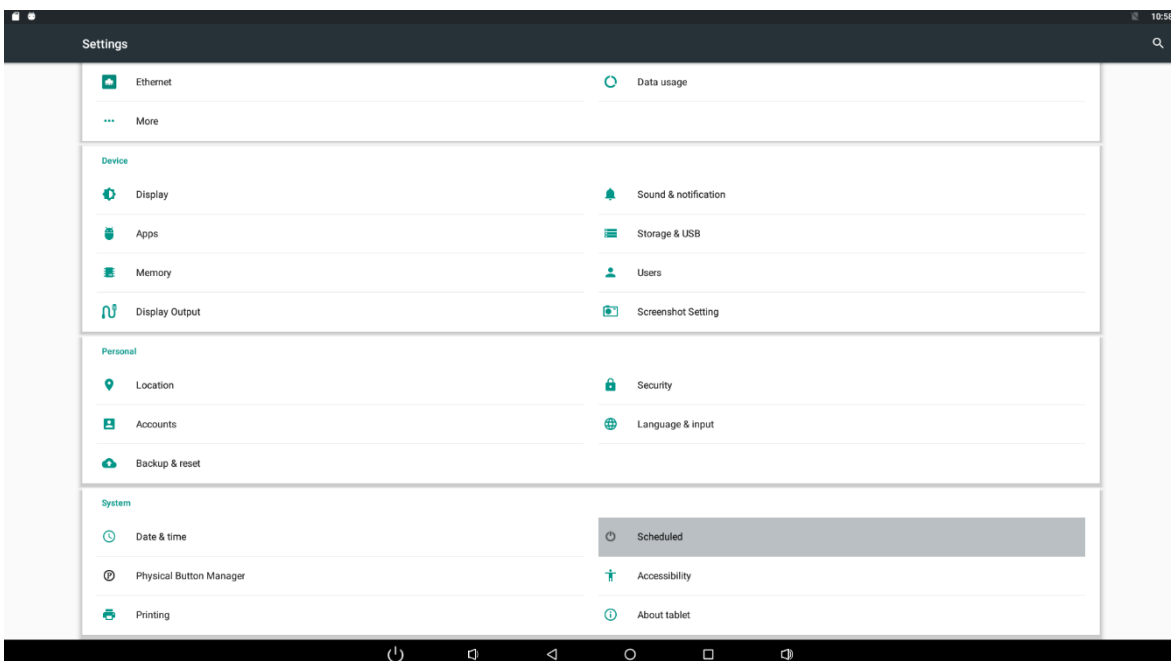 10:58
Settings
Ethernet
Data usage
More
Device
Display
Sound & notification
Apps
Storage & USB
Memory
Users
Display Output
Screenshot Setting
Personal
Location
Security
Accounts
Language & input
Backup & reset
System
Date & time
Scheduled
Physical Button Manager
Accessibility
Printing
About tablet